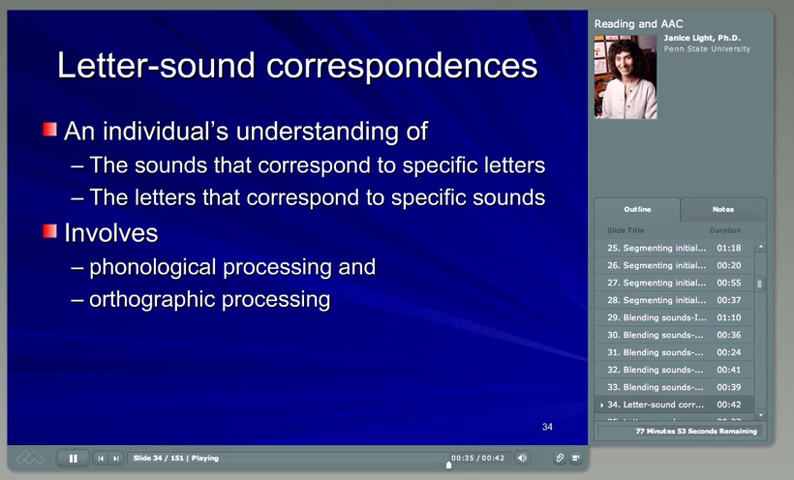 Letter-sound correspondences
An individual's understanding of
– The sounds that correspond to specific letters
– The letters that correspond to specific sounds
Involves
– phonological processing and
– orthographic processing
34
Slide 34 / 151 | Playing
00:35 / 00:42
Reading and AAC
Janice Light, Ph.D.
Penn State University
Outline Notes
Slide Title Duration
25. Segmenting initial... 01:18
26. Segmenting initial... 00:20
27. Segmenting initial... 00:55
28. Segmenting initial... 00:37
29. Blending sounds-I... 01:10
30. Blending sounds-... 00:36
31. Blending sounds-... 00:24
32. Blending sounds-... 00:41
33. Blending sounds-... 00:39
34. Letter-sound corr... 00:42
77 Minutes 53 Seconds Remaining